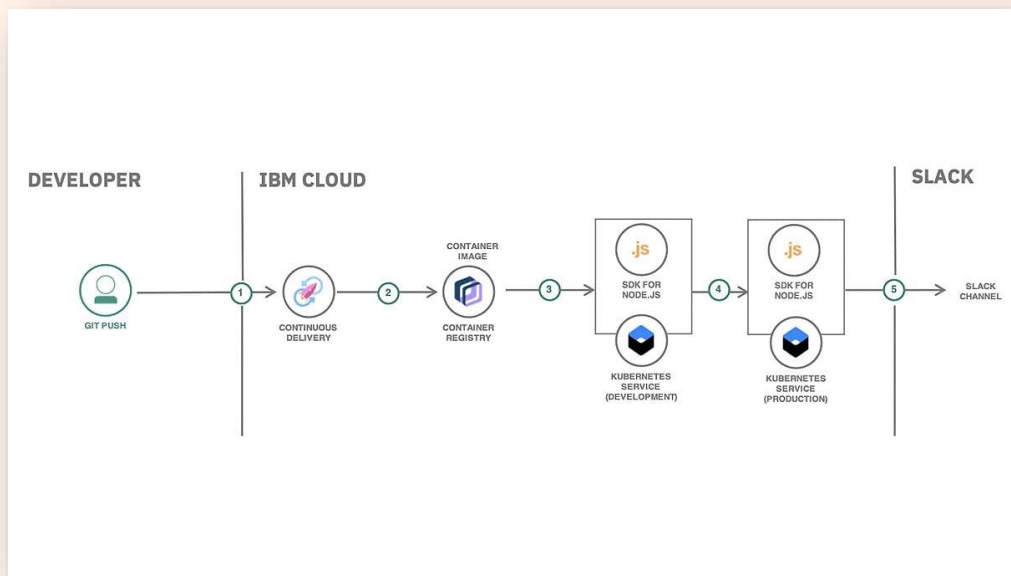 DEVELOPER
IBM CLOUD
SLACK
GIT PUSH
1
CONTINUOUS
DELIVERY
2
CONTAINER
IMAGE
CONTAINER
REGISTRY
3
.js
SDK FOR
NODE.JS
KUBERNETES
SERVICE
(DEVELOPMENT)
4
.js
SDK FOR
NODE.JS
KUBERNETES
SERVICE
(PRODUCTION)
5
SLACK
CHANNEL